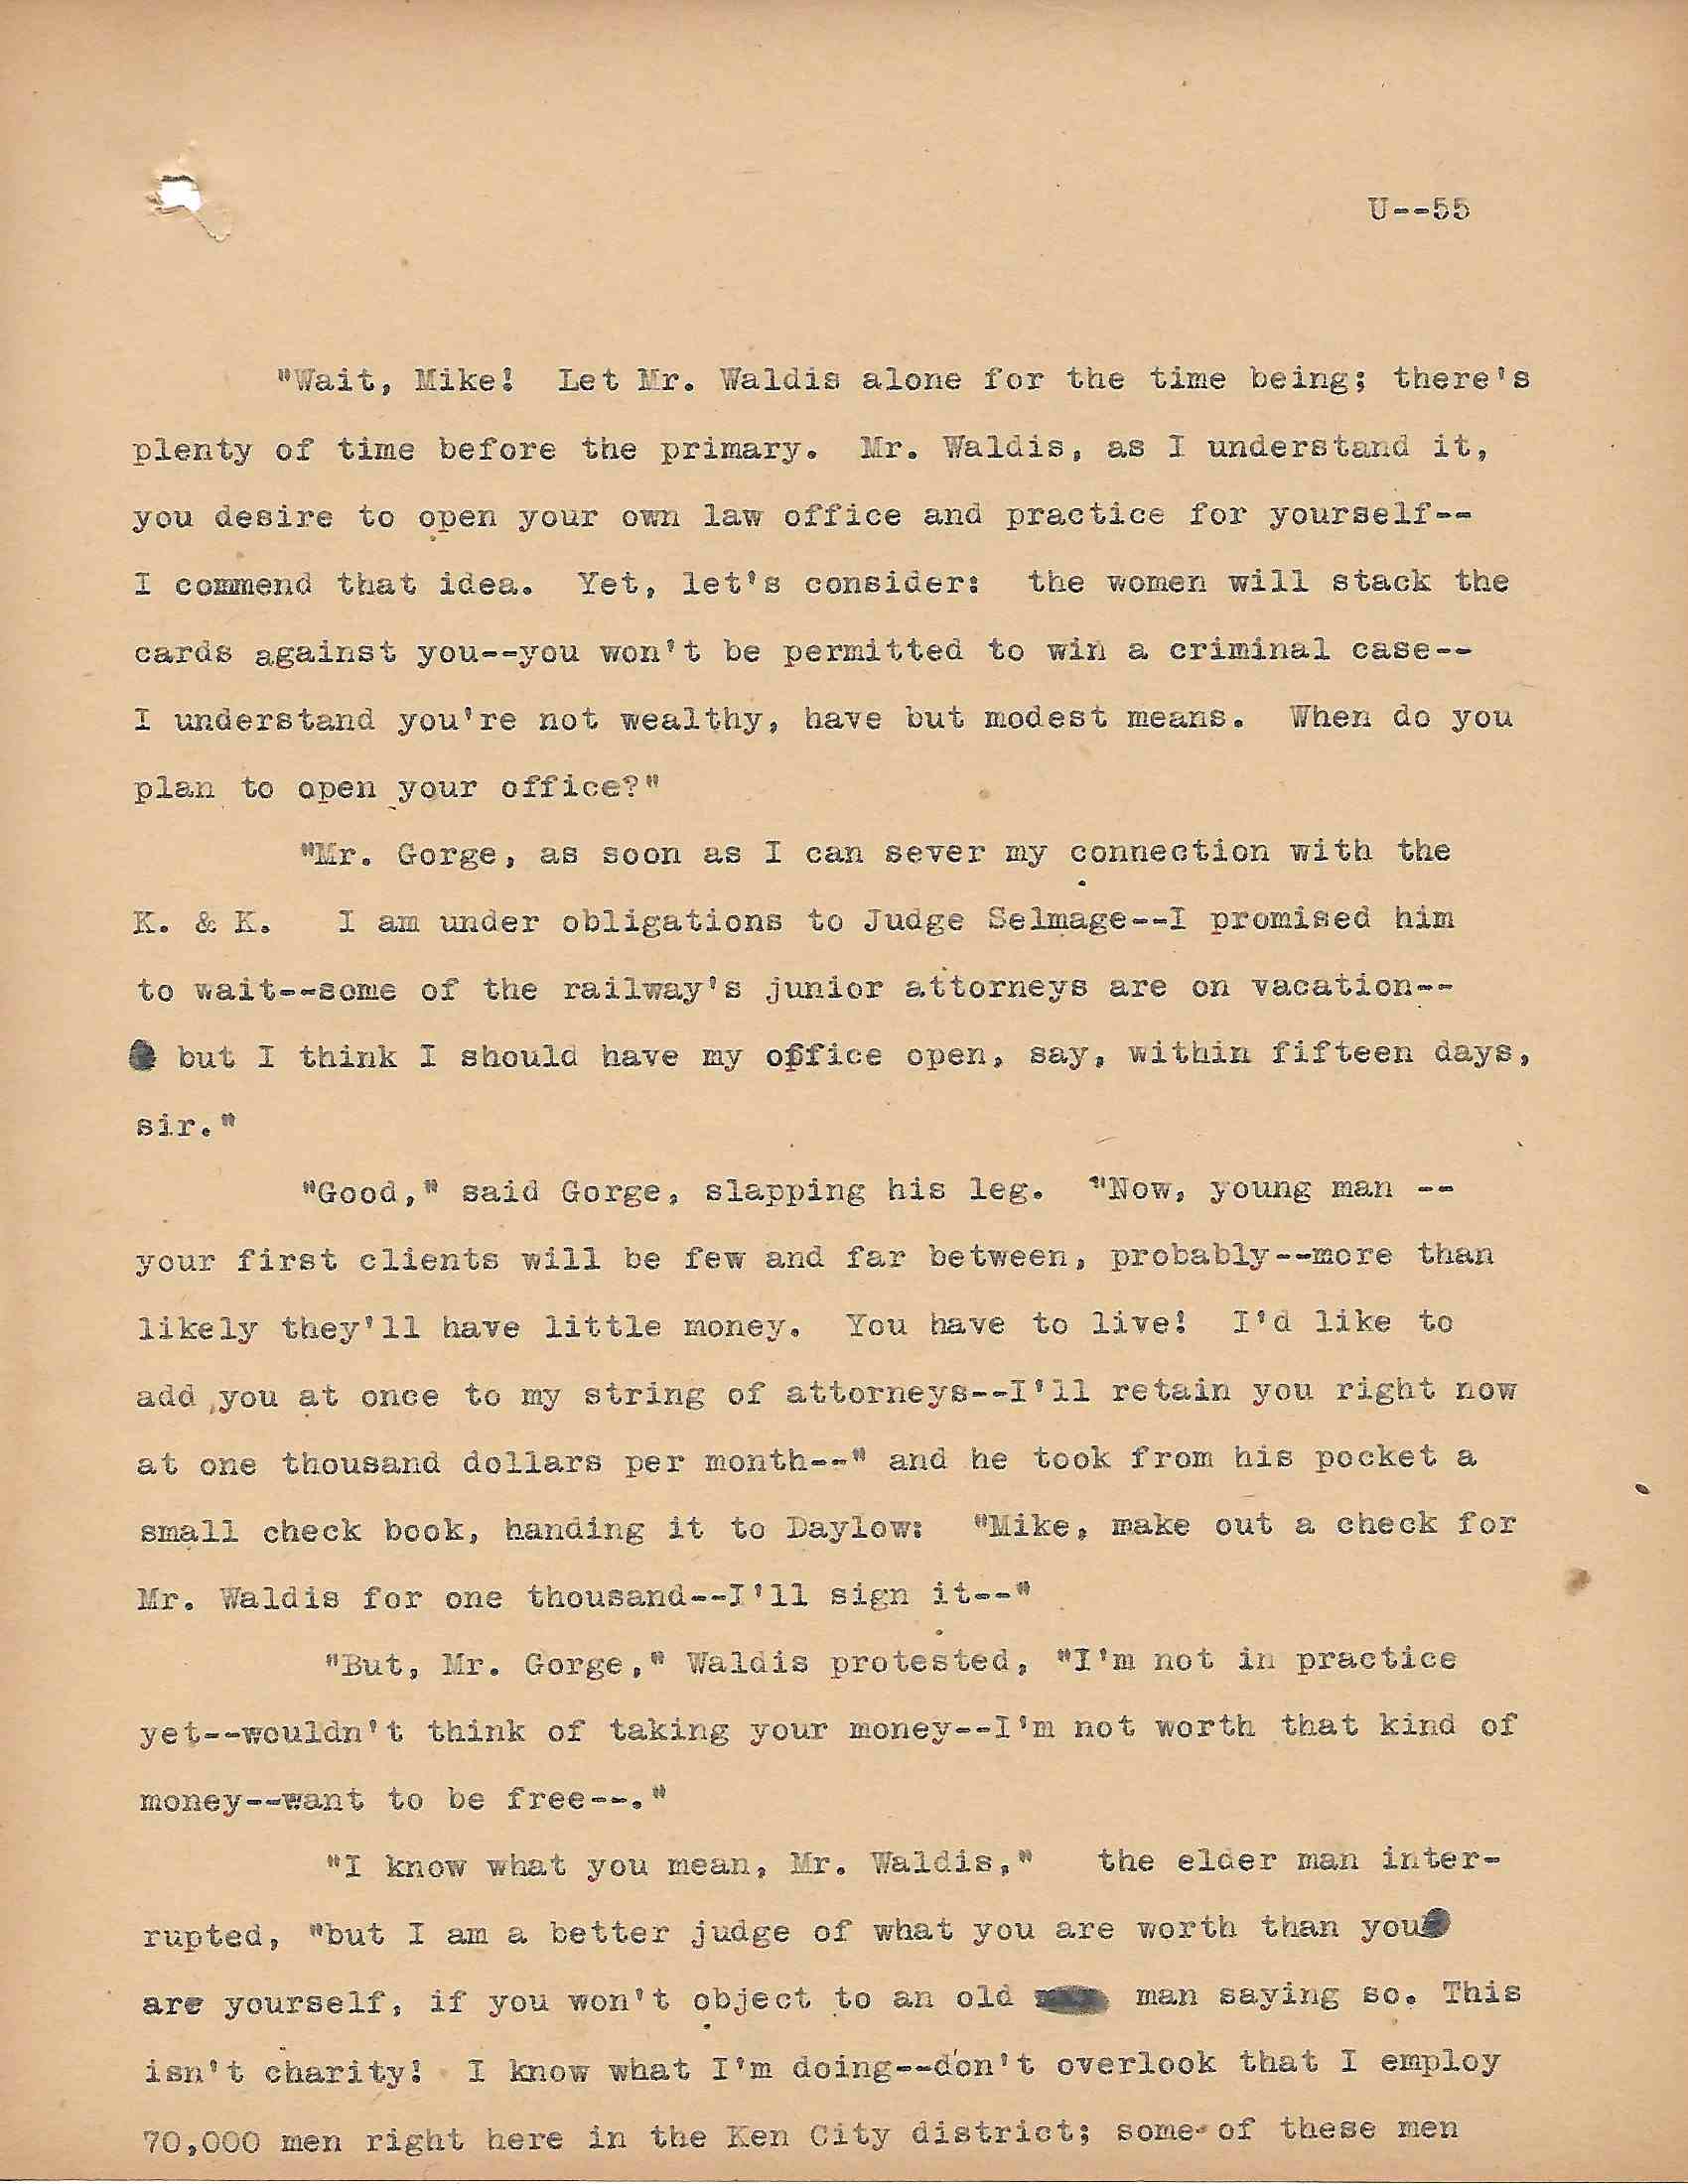 U--55
"Wait, Mike!  Let Mr. Waldis alone for the time being; there's
plenty of time before the primary.  Mr. Waldis, as I understand it,
you desire to open your own law office and practice for yourself--
I commend that idea.  Yet, let's consider:  the women will stack the
cards against you--you won't be permitted to win a criminal case--
I understand you're not wealthy, have but modest means.  When do you
plan to open your office?"
"Mr. Gorge, as soon as I can sever my connection with the
K. & K.   I am under obligations to Judge Selmage--I promised him
to wait--some of the railway's junior attorneys are on vacation--
but I think I should have my office open, say, within fifteen days,
sir."
"Good," said Gorge, slapping his leg.  "Now, young man --
your first clients will be few and far between, probably--more than
likely they'll have little money.  You have to live!  I'd like to
add you at once to my string of attorneys--I'll retain you right now
at one thousand dollars per month--" and he took from his pocket a
small check book, handing it to Daylow:  "Mike, make out a check for
Mr. Waldis for one thousand--I'll sign it--"
"But, Mr. Gorge," Waldis protested, "I'm not in practice
yet--wouldn't think of taking your money--I'm not worth that kind of
money--want to be free--."
"I know what you mean, Mr. Waldis,"   the elder man inter-
rupted, "but I am a better judge of what you are worth than you
are yourself, if you won't object to an old man saying so. This
isn't charity!  I know what I'm doing--don't overlook that I employ
70,000 men right here in the Ken City district; some of these men